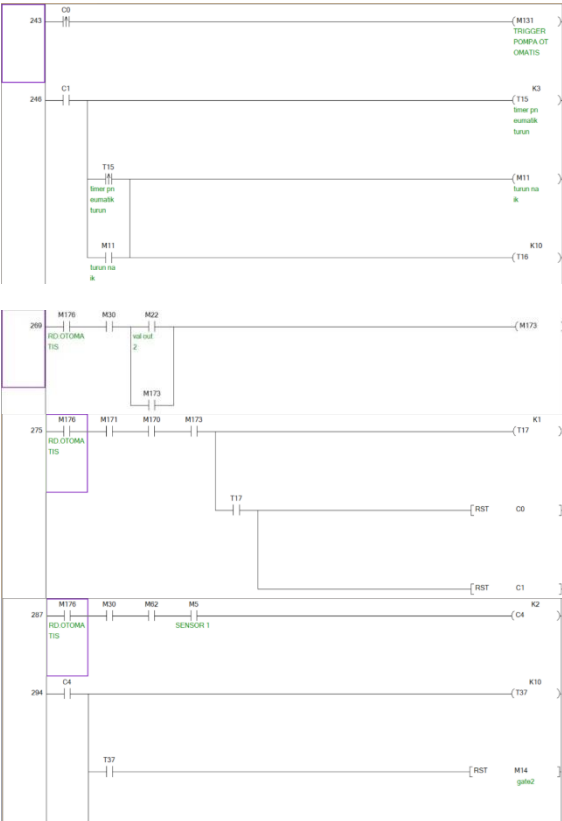 C0
243
(M131
TRIGGER
POMPA OT
OMATIS
C1
K3
246
(T15
timer pn
eumatik
turun
T15
(M11
timer pn
eumatik
turun
turun na
ik
M11
K10
(T16
turun na
ik
M176 M30 M22
269
(M173
RD.OTOMA
TIS
val out
2
M173
M176 M171 M170 M173
K1
275
(T17
RD.OTOMA
TIS
T17
[RST C0 ]
[RST C1 ]
M176 M30 M62 M5
K2
287
(C4
RD.OTOMA
TIS
SENSOR 1
C4
K10
294
(T37
T37
[RST M14 ]
gate2